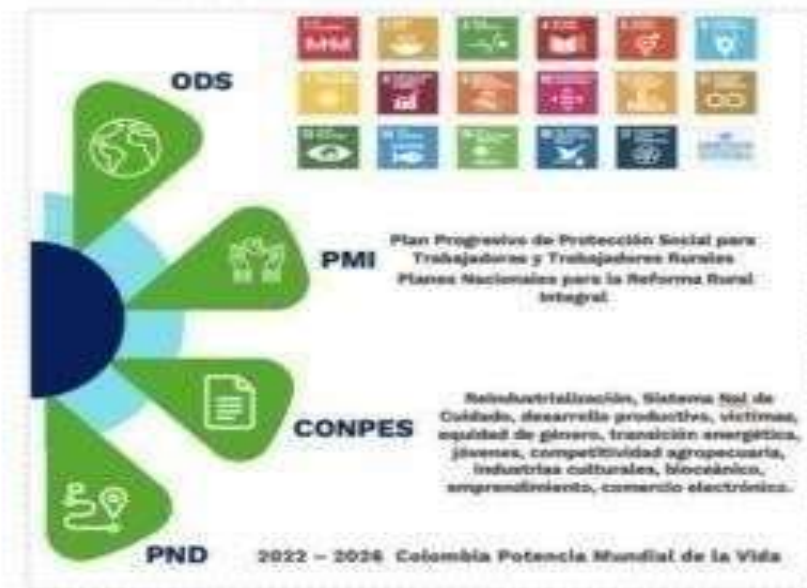 ODS
PMI
Plan Progresivo de Protección Social para
Trabajadoras y Trabajadores Rurales
Planes Nacionales para la Reforma Rural
Integral
CONPES
Reindustrialización, Sistema Nal de
Cuidado, desarrollo productivo, víctimas,
equidad de género, transición energética,
jóvenes, competitividad agropecuaria,
industrias culturales, bioceánico,
emprendimiento, comercio electrónico.
PND
2022 – 2026 Colombia Potencia Mundial de la Vida